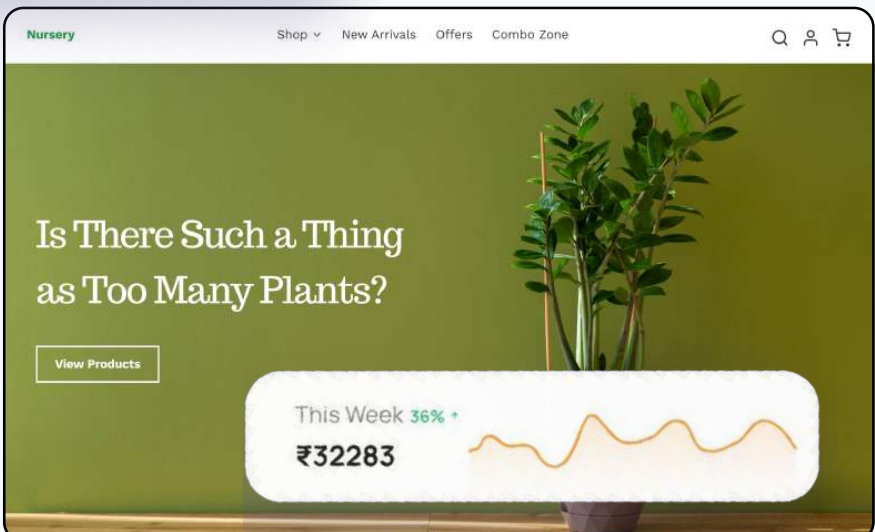 Nursery
Shop
New Arrivals
Offers
Combo Zone
Is There Such a Thing
as Too Many Plants?
View Products
This Week 36% ↑
₹32283